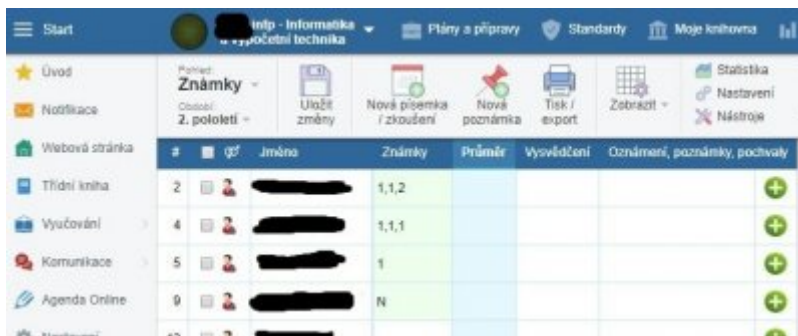 Start
intp - Informatika
a výpočetní technika
Plány a přípravy
Standardy
Moje knihovna
Úvod
Notifikace
Webová stránka
Třídní kniha
Vyučování
Komunikace
Agenda Online
Nastavení
Pohled:
Známky
Období:
2. pololetí
Uložit
změny
Nová písemka
/ zkoušení
Nová
poznámka
Tisk /
export
Zobrazit
Statistika
Nastavení
Nástroje
# Jméno Známky Průměr Vysvědčení Oznámení, poznámky, pochvaly
2 1,1,2
4 1,1,1
5 1
9 N